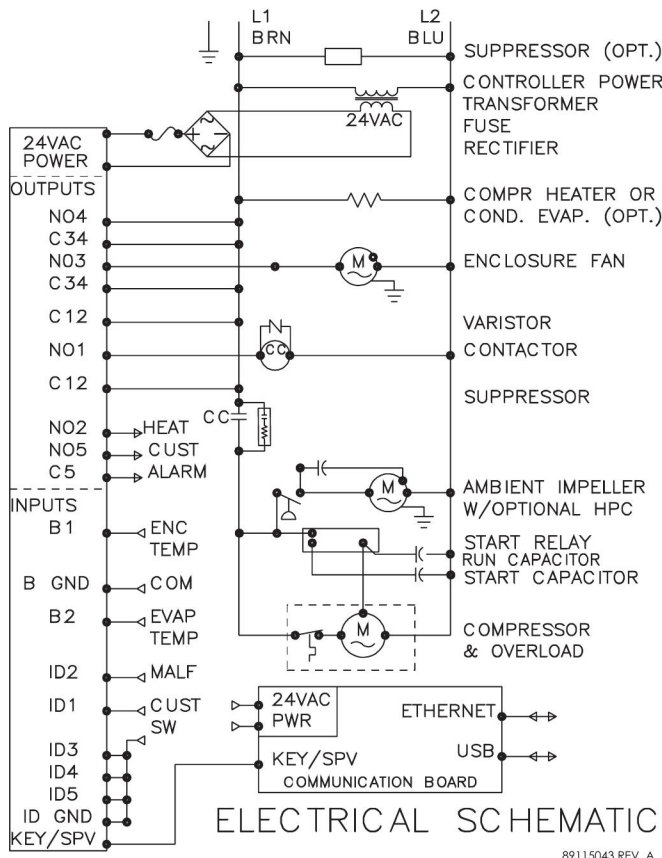 L1
BRN
L2
BLU
SUPPRESSOR (OPT.)
CONTROLLER POWER
TRANSFORMER
24VAC
FUSE
RECTIFIER
24VAC
POWER
OUTPUTS
NO4
COMPR HEATER OR
COND. EVAP. (OPT.)
C34
NO3
M
ENCLOSURE FAN
C34
C12
VARISTOR
NO1
CC
CONTACTOR
C12
SUPPRESSOR
CC
NO2
HEAT
NO5
CUST
C5
ALARM
M
AMBIENT IMPELLER
W/OPTIONAL HPC
INPUTS
B1
ENC
TEMP
START RELAY
RUN CAPACITOR
START CAPACITOR
B GND
COM
B2
EVAP
TEMP
M
COMPRESSOR
& OVERLOAD
ID2
MALF
ID1
CUST
SW
24VAC
PWR
ETHERNET
ID3
ID4
ID5
ID GND
KEY/SPV
KEY/SPV
USB
COMMUNICATION BOARD
ELECTRICAL SCHEMATIC
89115043 REV. A